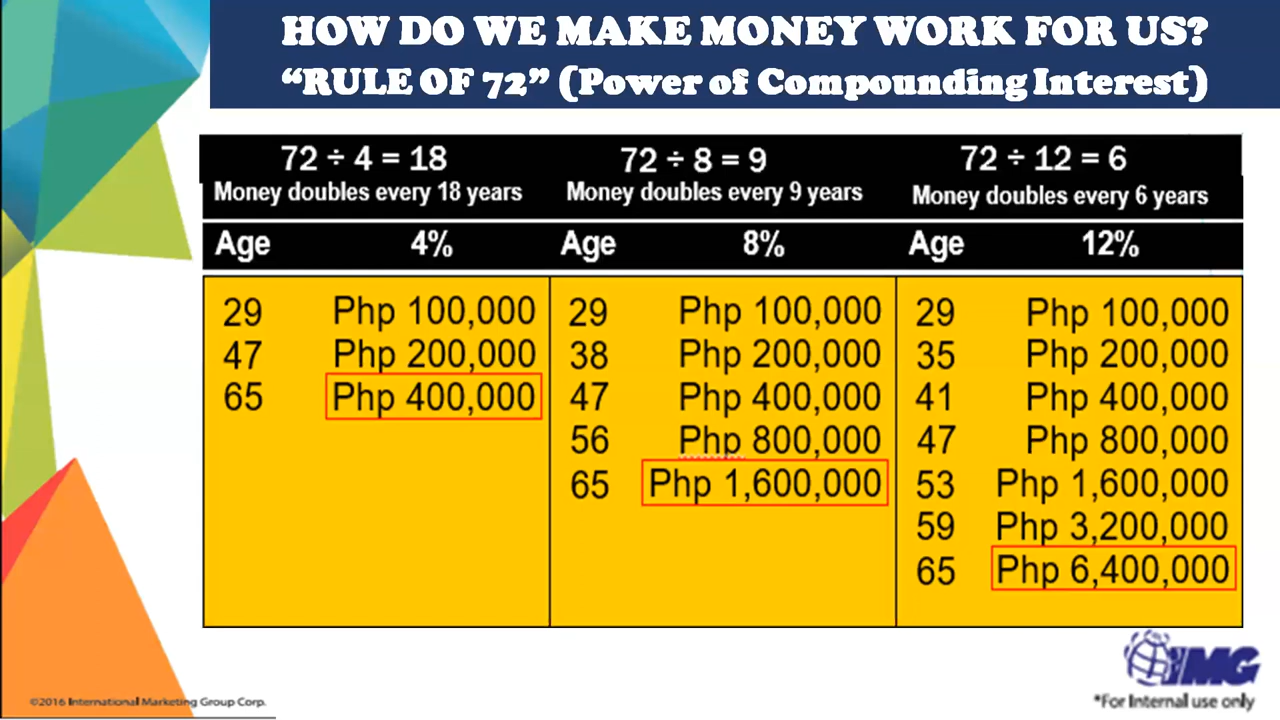 HOW DO WE MAKE MONEY WORK FOR US?
“RULE OF 72” (Power of Compounding Interest)
72 ÷ 4 = 18
Money doubles every 18 years
72 ÷ 8 = 9
Money doubles every 9 years
72 ÷ 12 = 6
Money doubles every 6 years
Age 4% Age 8% Age 12%
29 Php 100,000 29 Php 100,000 29 Php 100,000
47 Php 200,000 38 Php 200,000 35 Php 200,000
65 Php 400,000 47 Php 400,000 41 Php 400,000
56 Php 800,000 47 Php 800,000
65 Php 1,600,000 53 Php 1,600,000
59 Php 3,200,000
65 Php 6,400,000
IMG
©2016 International Marketing Group Corp.
*For Internal use only